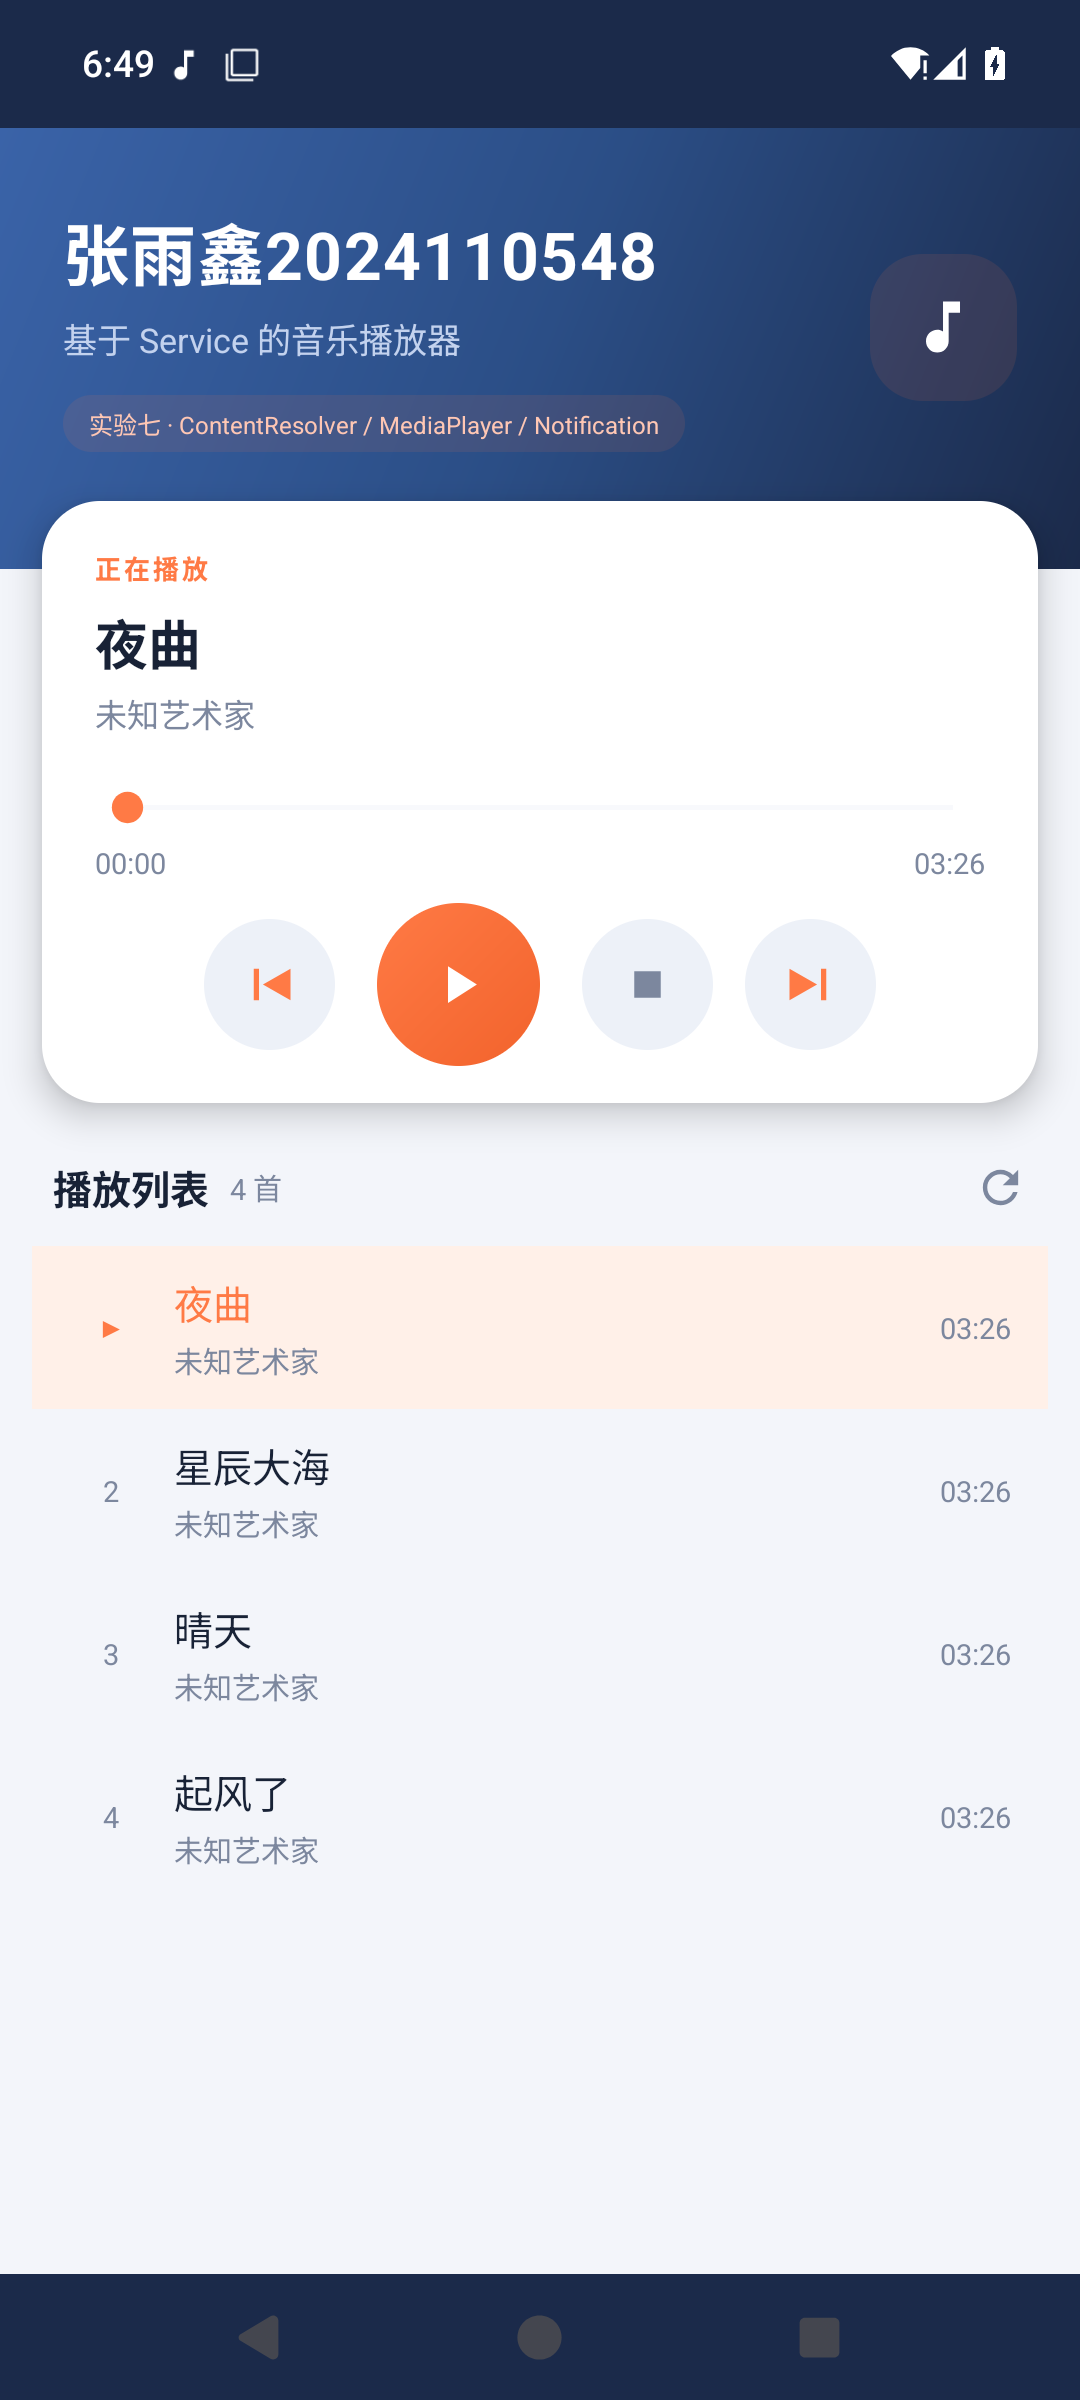 6:49
张雨鑫2024110548
基于 Service 的音乐播放器
实验七 · ContentResolver / MediaPlayer / Notification
正在播放
夜曲
未知艺术家
00:00
03:26
播放列表 4 首
夜曲
未知艺术家
03:26
2
星辰大海
未知艺术家
03:26
3
晴天
未知艺术家
03:26
4
起风了
未知艺术家
03:26